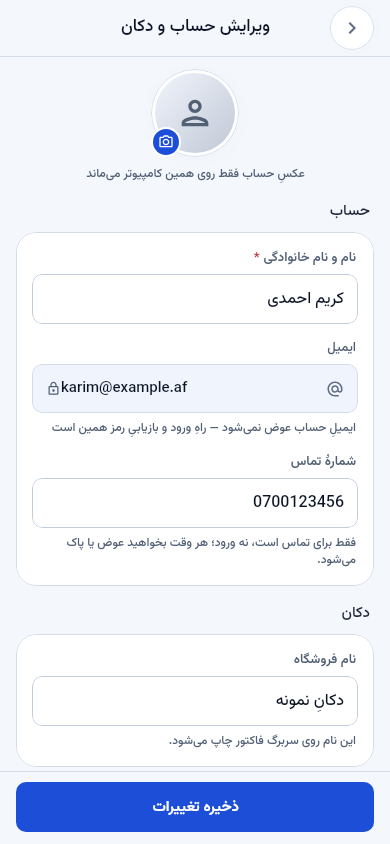 ویرایش حساب و دکان
عکسِ حساب فقط روی همین کامپیوتر می‌ماند
حساب
نام و نام خانوادگی *
کریم احمدی
ایمیل
karim@example.af
ایمیلِ حساب عوض نمی‌شود – راهِ ورود و بازیابیِ رمز همین است
شمارهٔ تماس
0700123456
فقط برای تماس است، نه ورود؛ هر وقت بخواهید عوض یا پاک
می‌شود.
دکان
نام فروشگاه
دکانِ نمونه
این نام روی سربرگ فاکتور چاپ می‌شود.
ذخیره تغییرات